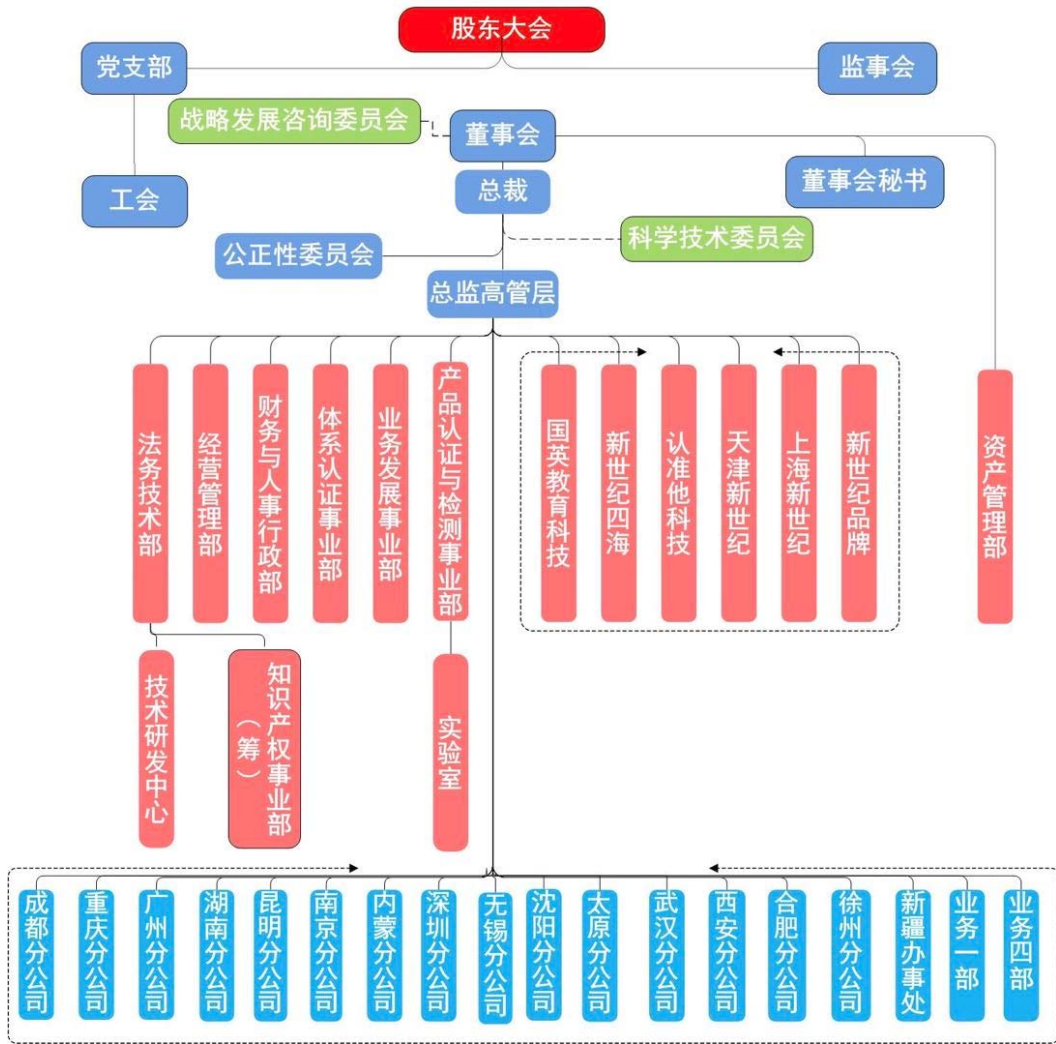 股东大会
党支部
监事会
战略发展咨询委员会
董事会
董事会秘书
工会
总裁
科学技术委员会
公正性委员会
总监高管层
法务技术部
经营管理部
财务与人事行政部
体系认证事业部
业务发展事业部
产品认证与检测事业部
国英教育科技
新世纪四海
认准他科技
天津新世纪
上海新世纪
新世纪品牌
资产管理部
技术研发中心
知识产权事业部
（筹）
实验室
成都分公司
重庆分公司
广州分公司
湖南分公司
昆明分公司
南京分公司
内蒙分公司
深圳分公司
无锡分公司
沈阳分公司
太原分公司
武汉分公司
西安分公司
合肥分公司
徐州分公司
新疆办事处
业务一部
业务四部